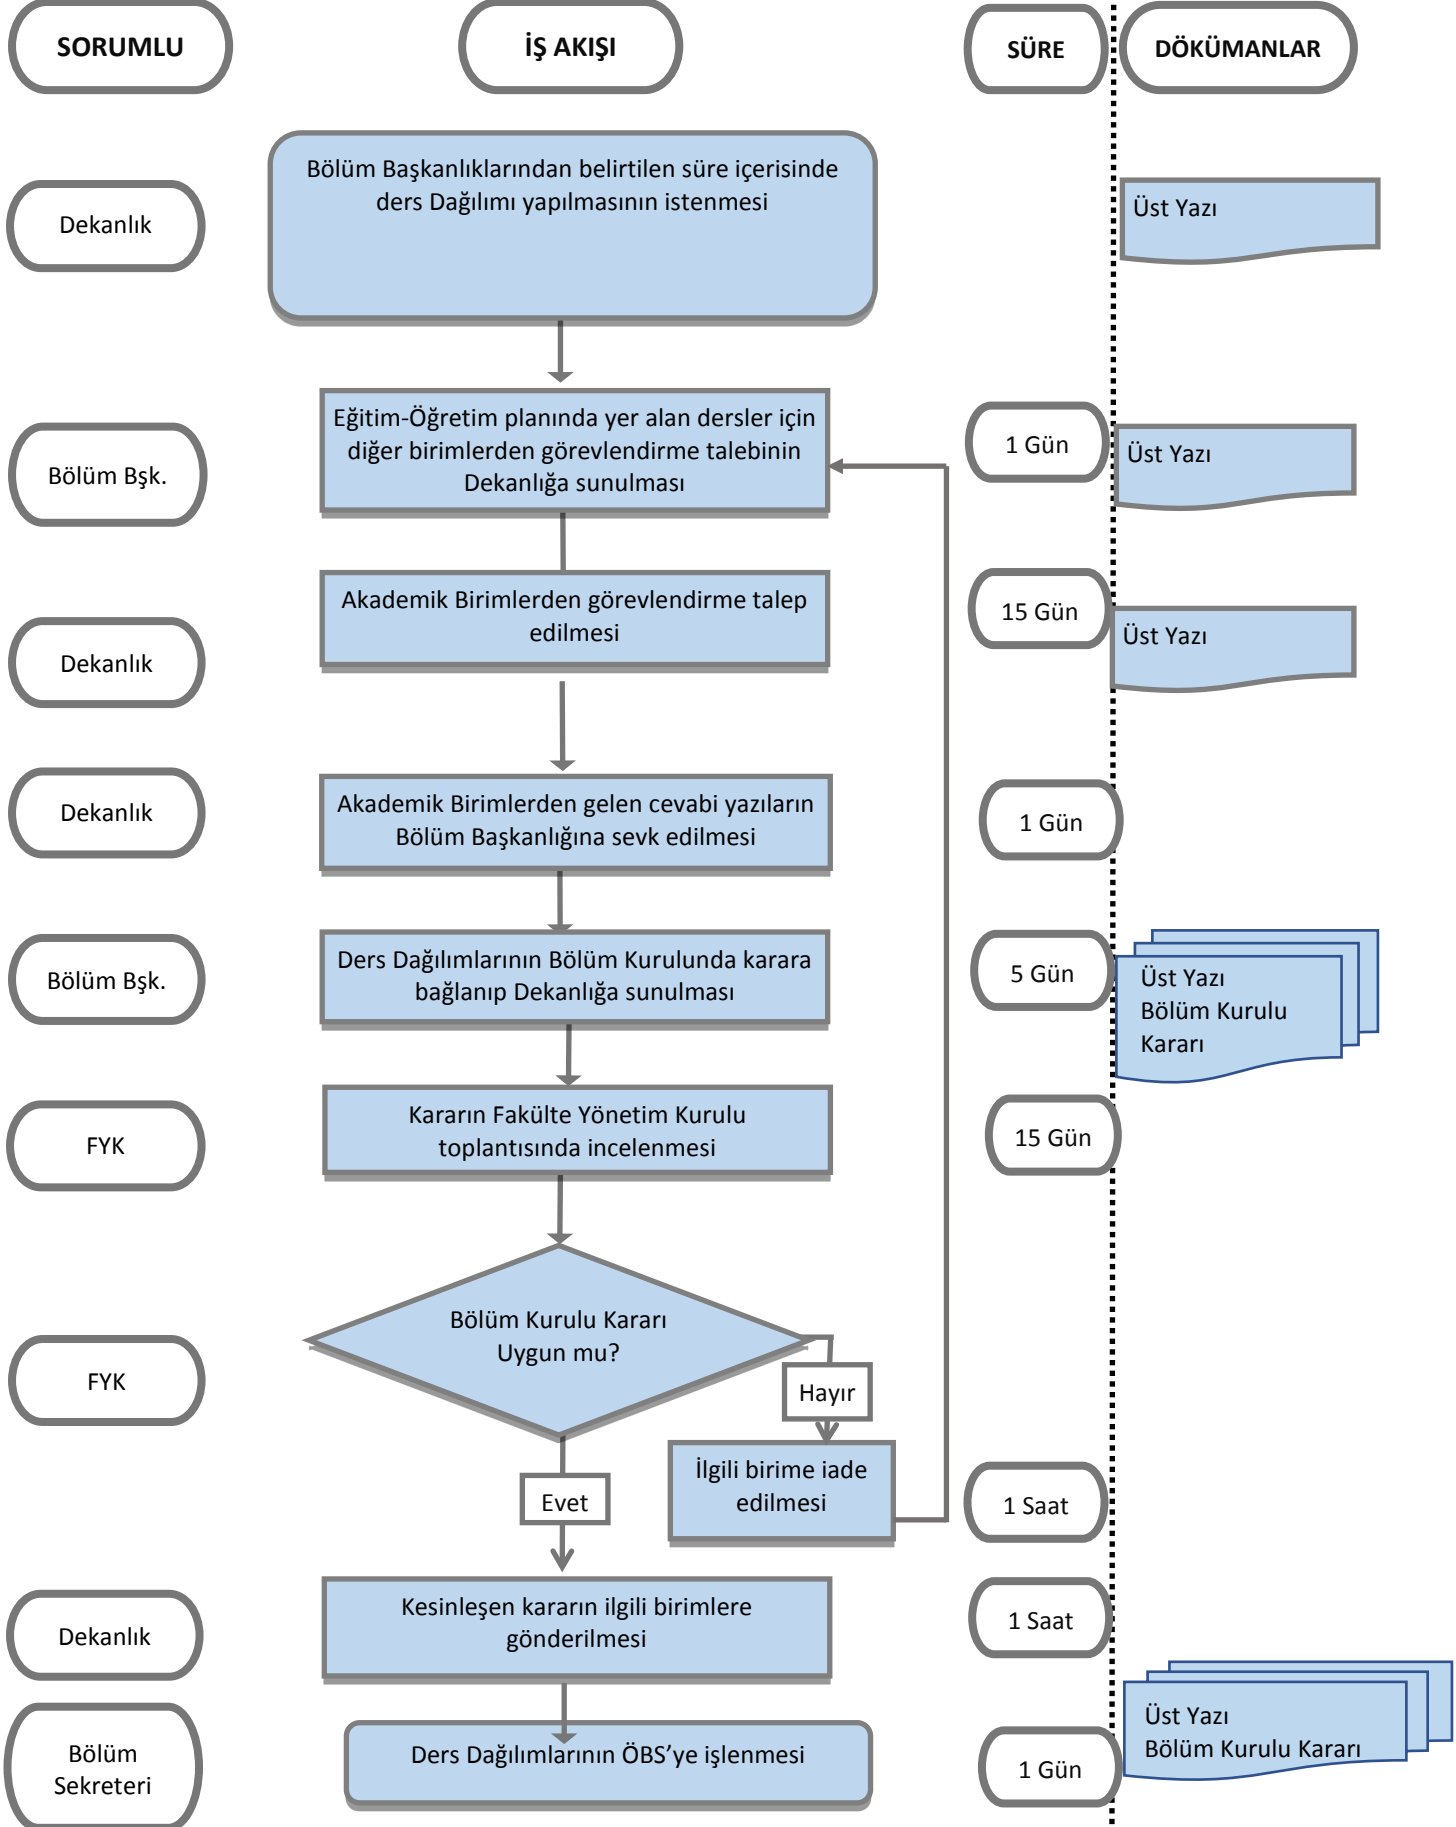 SORUMLU
İŞ AKIŞI
SÜRE
DÖKÜMANLAR
Dekanlık
Bölüm Başkanlıklarından belirtilen süre içerisinde
ders Dağılımı yapılmasının istenmesi
Üst Yazı
Bölüm Bşk.
Eğitim-Öğretim planında yer alan dersler için
diğer birimlerden görevlendirme talebinin
Dekanlığa sunulması
1 Gün
Üst Yazı
Dekanlık
Akademik Birimlerden görevlendirme talep
edilmesi
15 Gün
Üst Yazı
Dekanlık
Akademik Birimlerden gelen cevabi yazıların
Bölüm Başkanlığına sevk edilmesi
1 Gün
Bölüm Bşk.
Ders Dağılımlarının Bölüm Kurulunda karara
bağlanıp Dekanlığa sunulması
5 Gün
Üst Yazı
Bölüm Kurulu
Kararı
FYK
Kararın Fakülte Yönetim Kurulu
toplantısında incelenmesi
15 Gün
FYK
Bölüm Kurulu Kararı
Uygun mu?
Hayır
Evet
İlgili birime iade
edilmesi
1 Saat
Dekanlık
Kesinleşen kararın ilgili birimlere
gönderilmesi
1 Saat
Bölüm
Sekreteri
Ders Dağılımlarının ÖBS’ye işlenmesi
1 Gün
Üst Yazı
Bölüm Kurulu Kararı